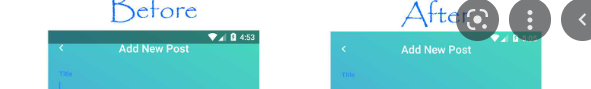 Before After
4:53
Add New Post Add New Post
Title Title